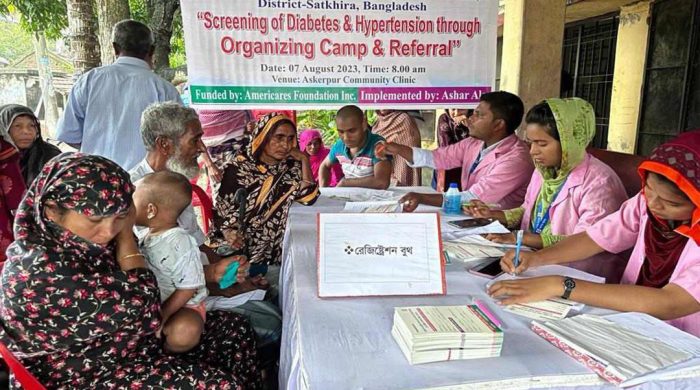 District-Satkhira, Bangladesh
"Screening of Diabetes & Hypertension through
Organizing Camp & Referral"
Date: 07 August 2023, Time: 8.00 am
Venue: Askerpur Community Clinic
Funded by: Americares Foundation Inc. Implemented by: Ashar Al
❖রেজিষ্ট্রেশন বুথ